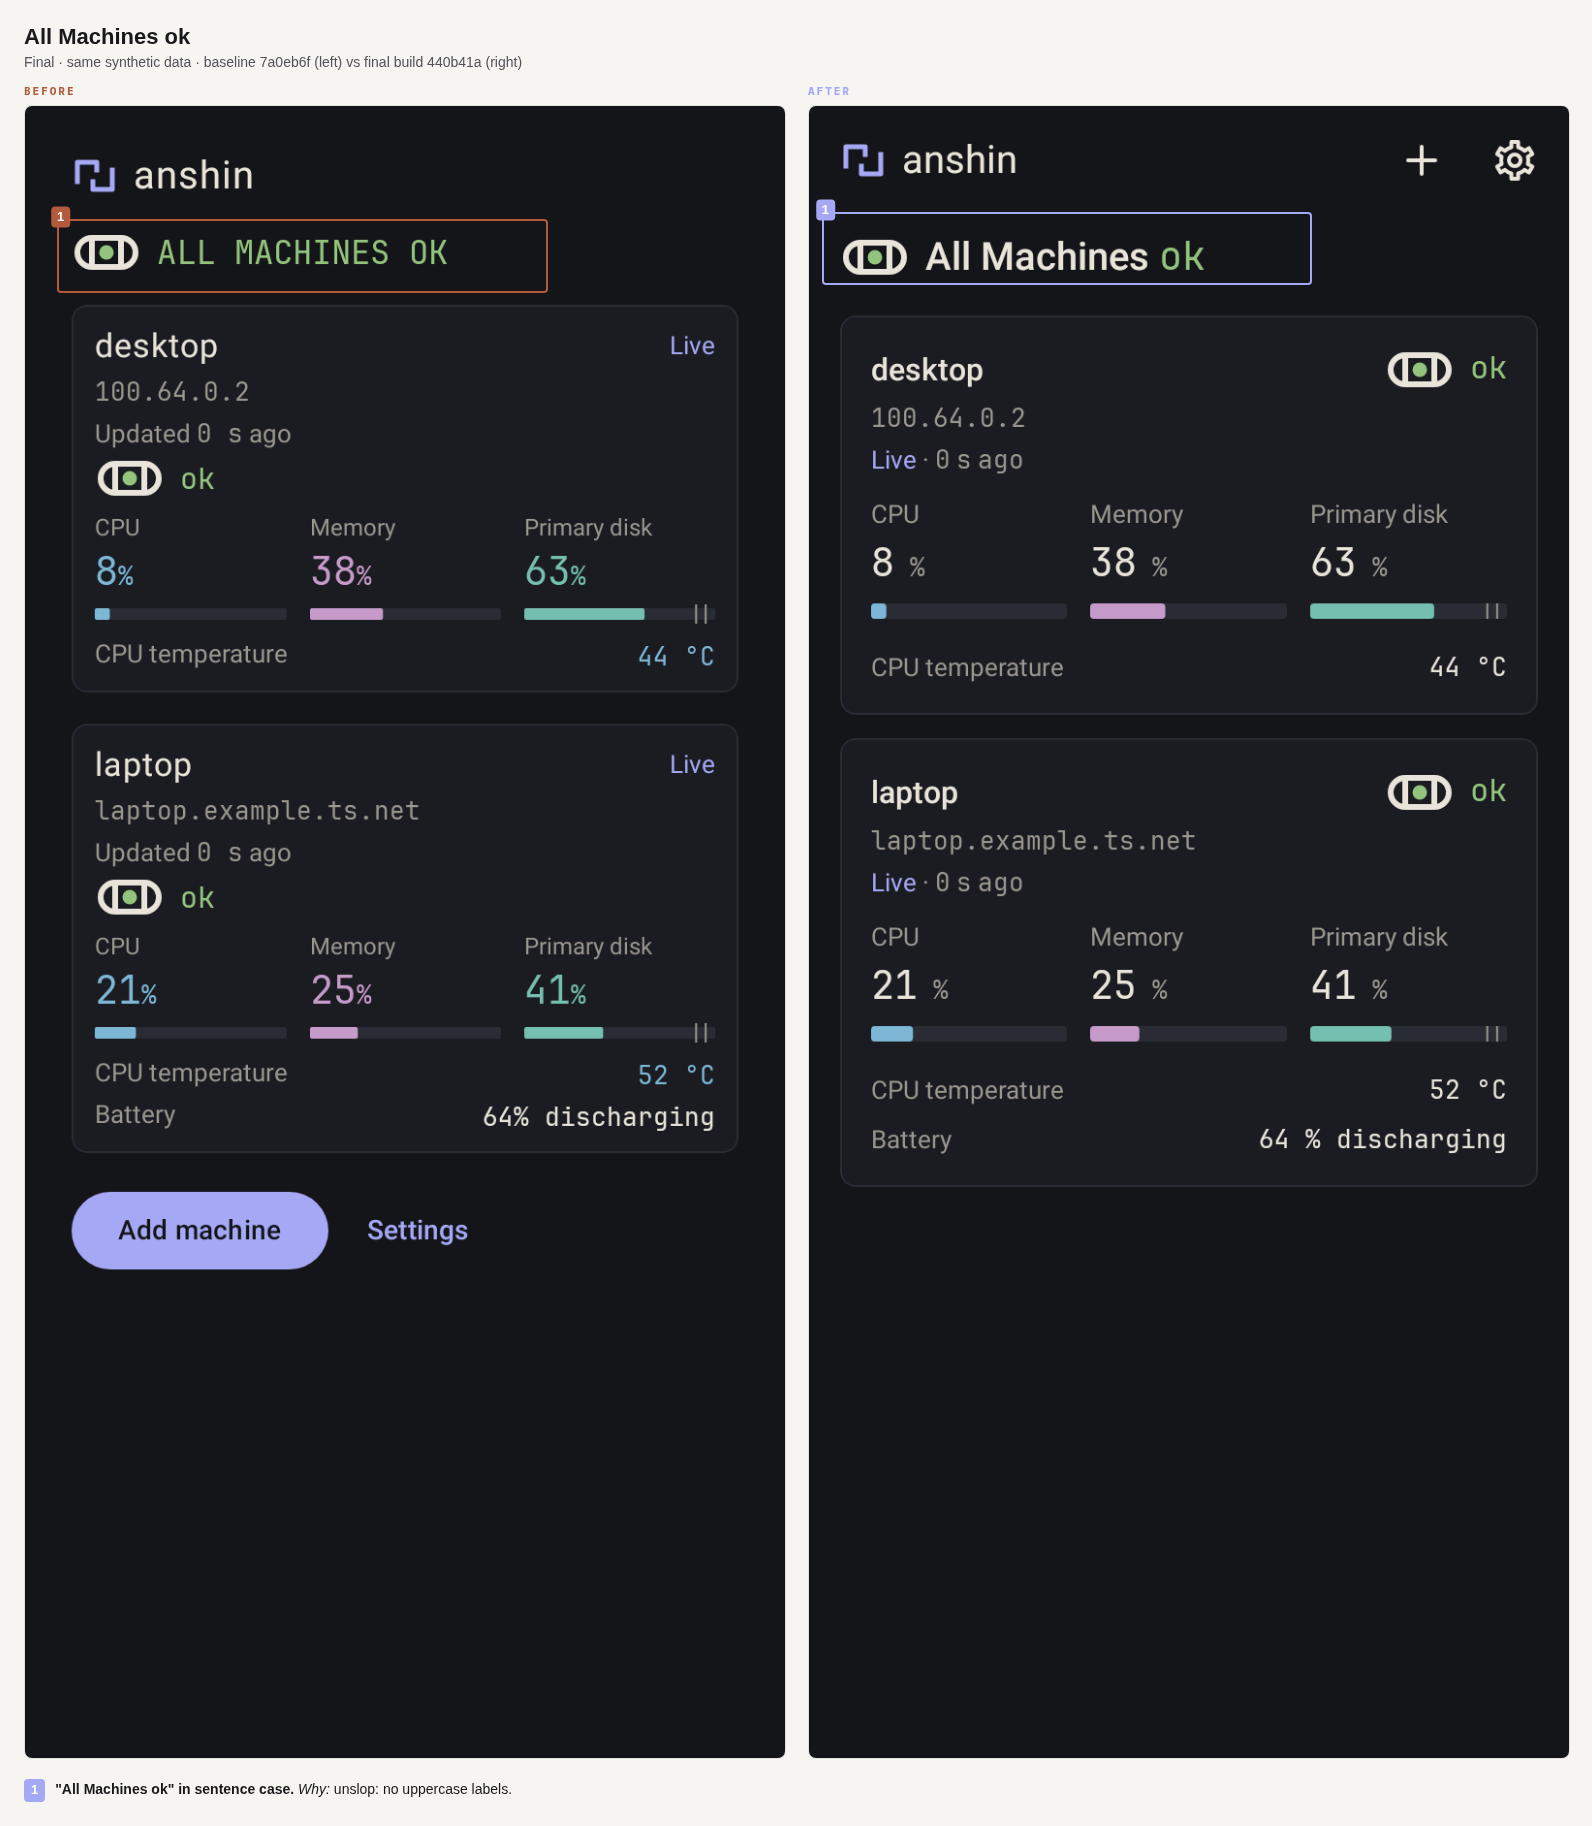 All Machines ok
Final · same synthetic data · baseline 7a0eb6f (left) vs final build 440b41a (right)
BEFORE
anshin
1
ALL MACHINES OK
desktop
Live
100.64.0.2
Updated 0 s ago
ok
CPU
Memory
Primary disk
8%
38%
63%
CPU temperature
44 °C
laptop
Live
laptop.example.ts.net
Updated 0 s ago
ok
CPU
Memory
Primary disk
21%
25%
41%
CPU temperature
52 °C
Battery
64% discharging
Add machine
Settings
AFTER
anshin
1
All Machines ok
desktop
ok
100.64.0.2
Live · 0 s ago
CPU
Memory
Primary disk
8 %
38 %
63 %
CPU temperature
44 °C
laptop
ok
laptop.example.ts.net
Live · 0 s ago
CPU
Memory
Primary disk
21 %
25 %
41 %
CPU temperature
52 °C
Battery
64 % discharging
1 "All Machines ok" in sentence case. Why: unslop: no uppercase labels.